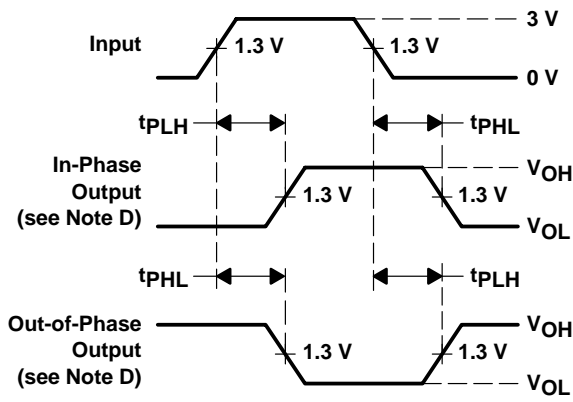 3 V
Input
1.3 V
1.3 V
0 V
tPLH
tPHL
In-Phase
Output
(see Note D)
VOH
1.3 V
1.3 V
VOL
tPHL
tPLH
Out-of-Phase
Output
(see Note D)
VOH
1.3 V
1.3 V
VOL